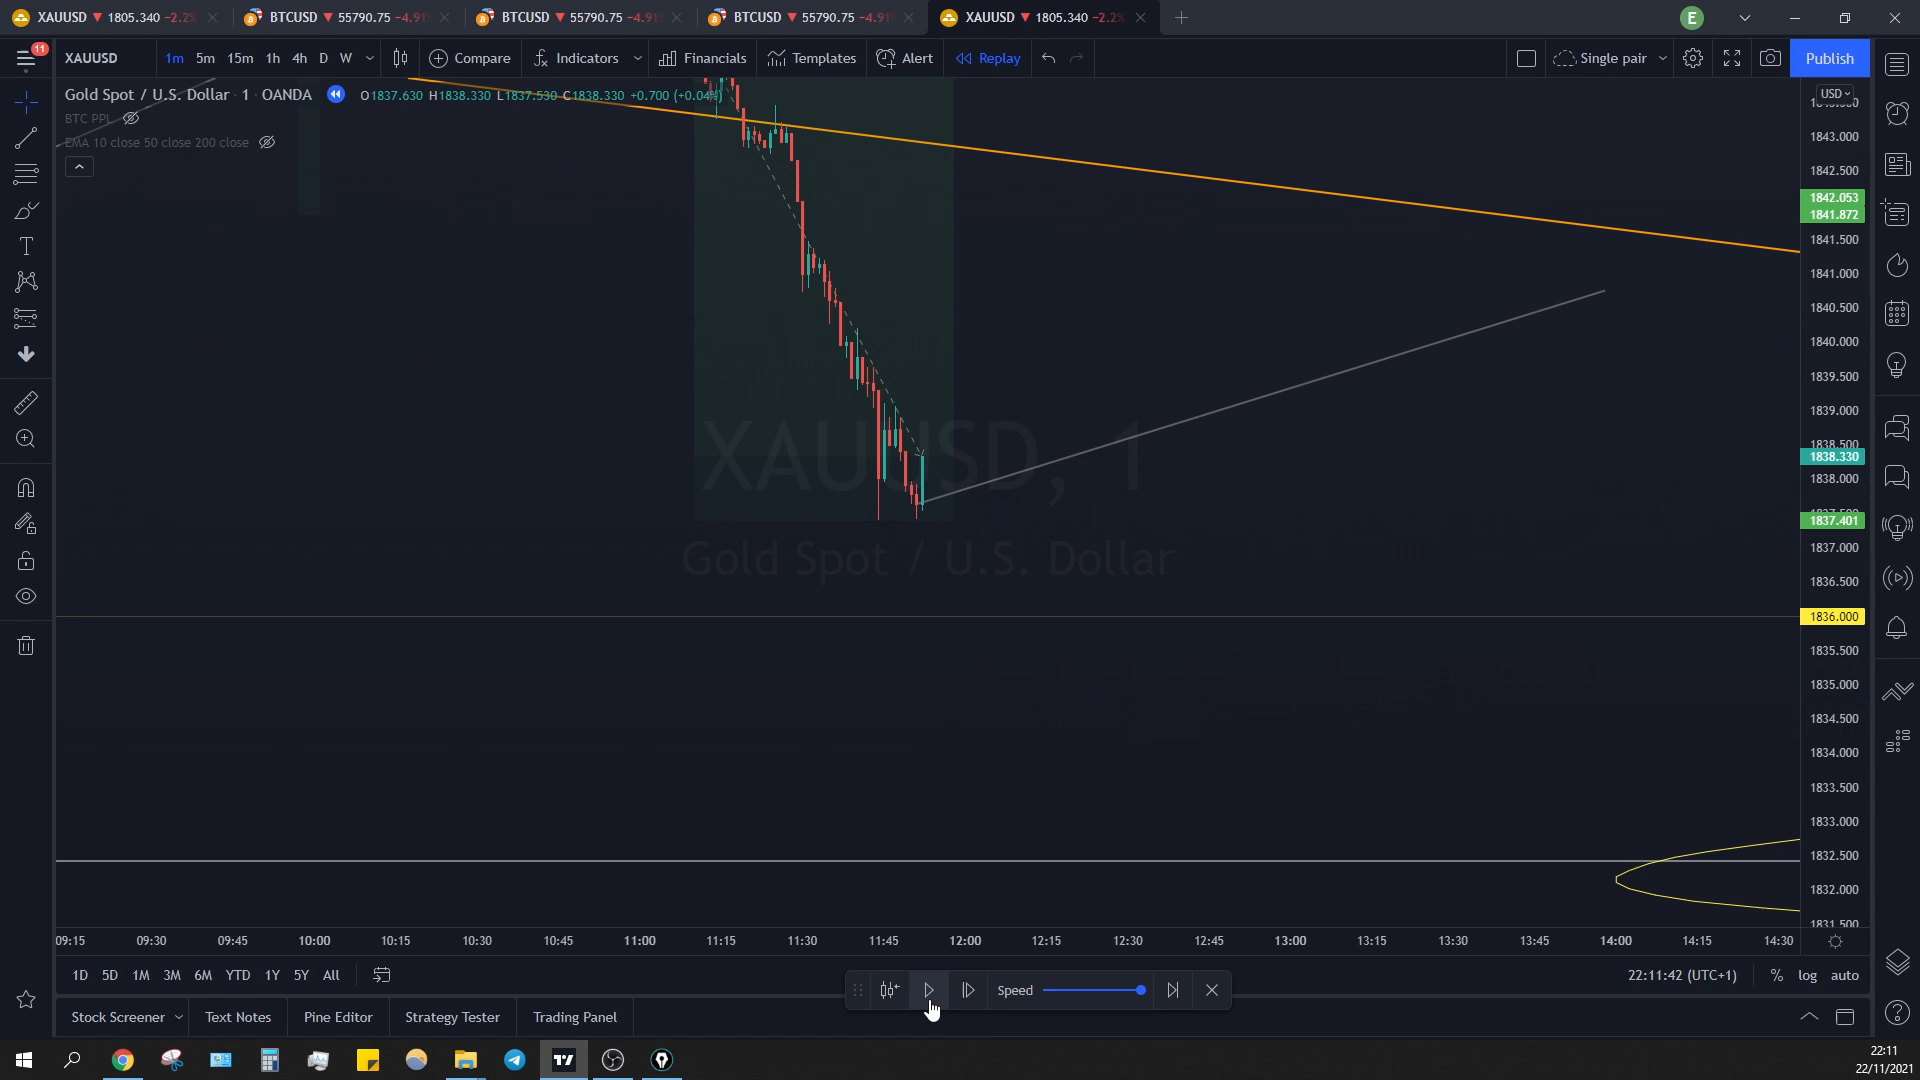 XAUUSD ▼ 1805.340 −2.2%
BTCUSD ▼ 55790.75 −4.91%
BTCUSD ▼ 55790.75 −4.91%
BTCUSD ▼ 55790.75 −4.91%
XAUUSD ▼ 1805.340 −2.2%
E
11
XAUUSD 1m 5m 15m 1h 4h D W Compare Indicators Financials Templates Alert Replay Single pair Publish
Gold Spot / U.S. Dollar · 1 · OANDA O1837.630 H1838.330 L1837.530 C1838.330 +0.700 (+0.04%)
BTC PPL
EMA 10 close 50 close 200 close
USD
1843.000
1842.500
1842.053
1841.872
1841.500
1841.000
1840.500
1840.000
1839.500
1839.000
1838.500
1838.330
1838.000
1837.401
1837.000
1836.500
1836.000
1835.500
1835.000
1834.500
1834.000
1833.500
1833.000
1832.500
1832.000
1831.500
XAUUSD, 1
Gold Spot / U.S. Dollar
09:15 09:30 09:45 10:00 10:15 10:30 10:45 11:00 11:15 11:30 11:45 12:00 12:15 12:30 12:45 13:00 13:15 13:30 13:45 14:00 14:15 14:30
1D 5D 1M 3M 6M YTD 1Y 5Y All
Speed
22:11:42 (UTC+1) % log auto
Stock Screener Text Notes Pine Editor Strategy Tester Trading Panel
22:11
22/11/2021